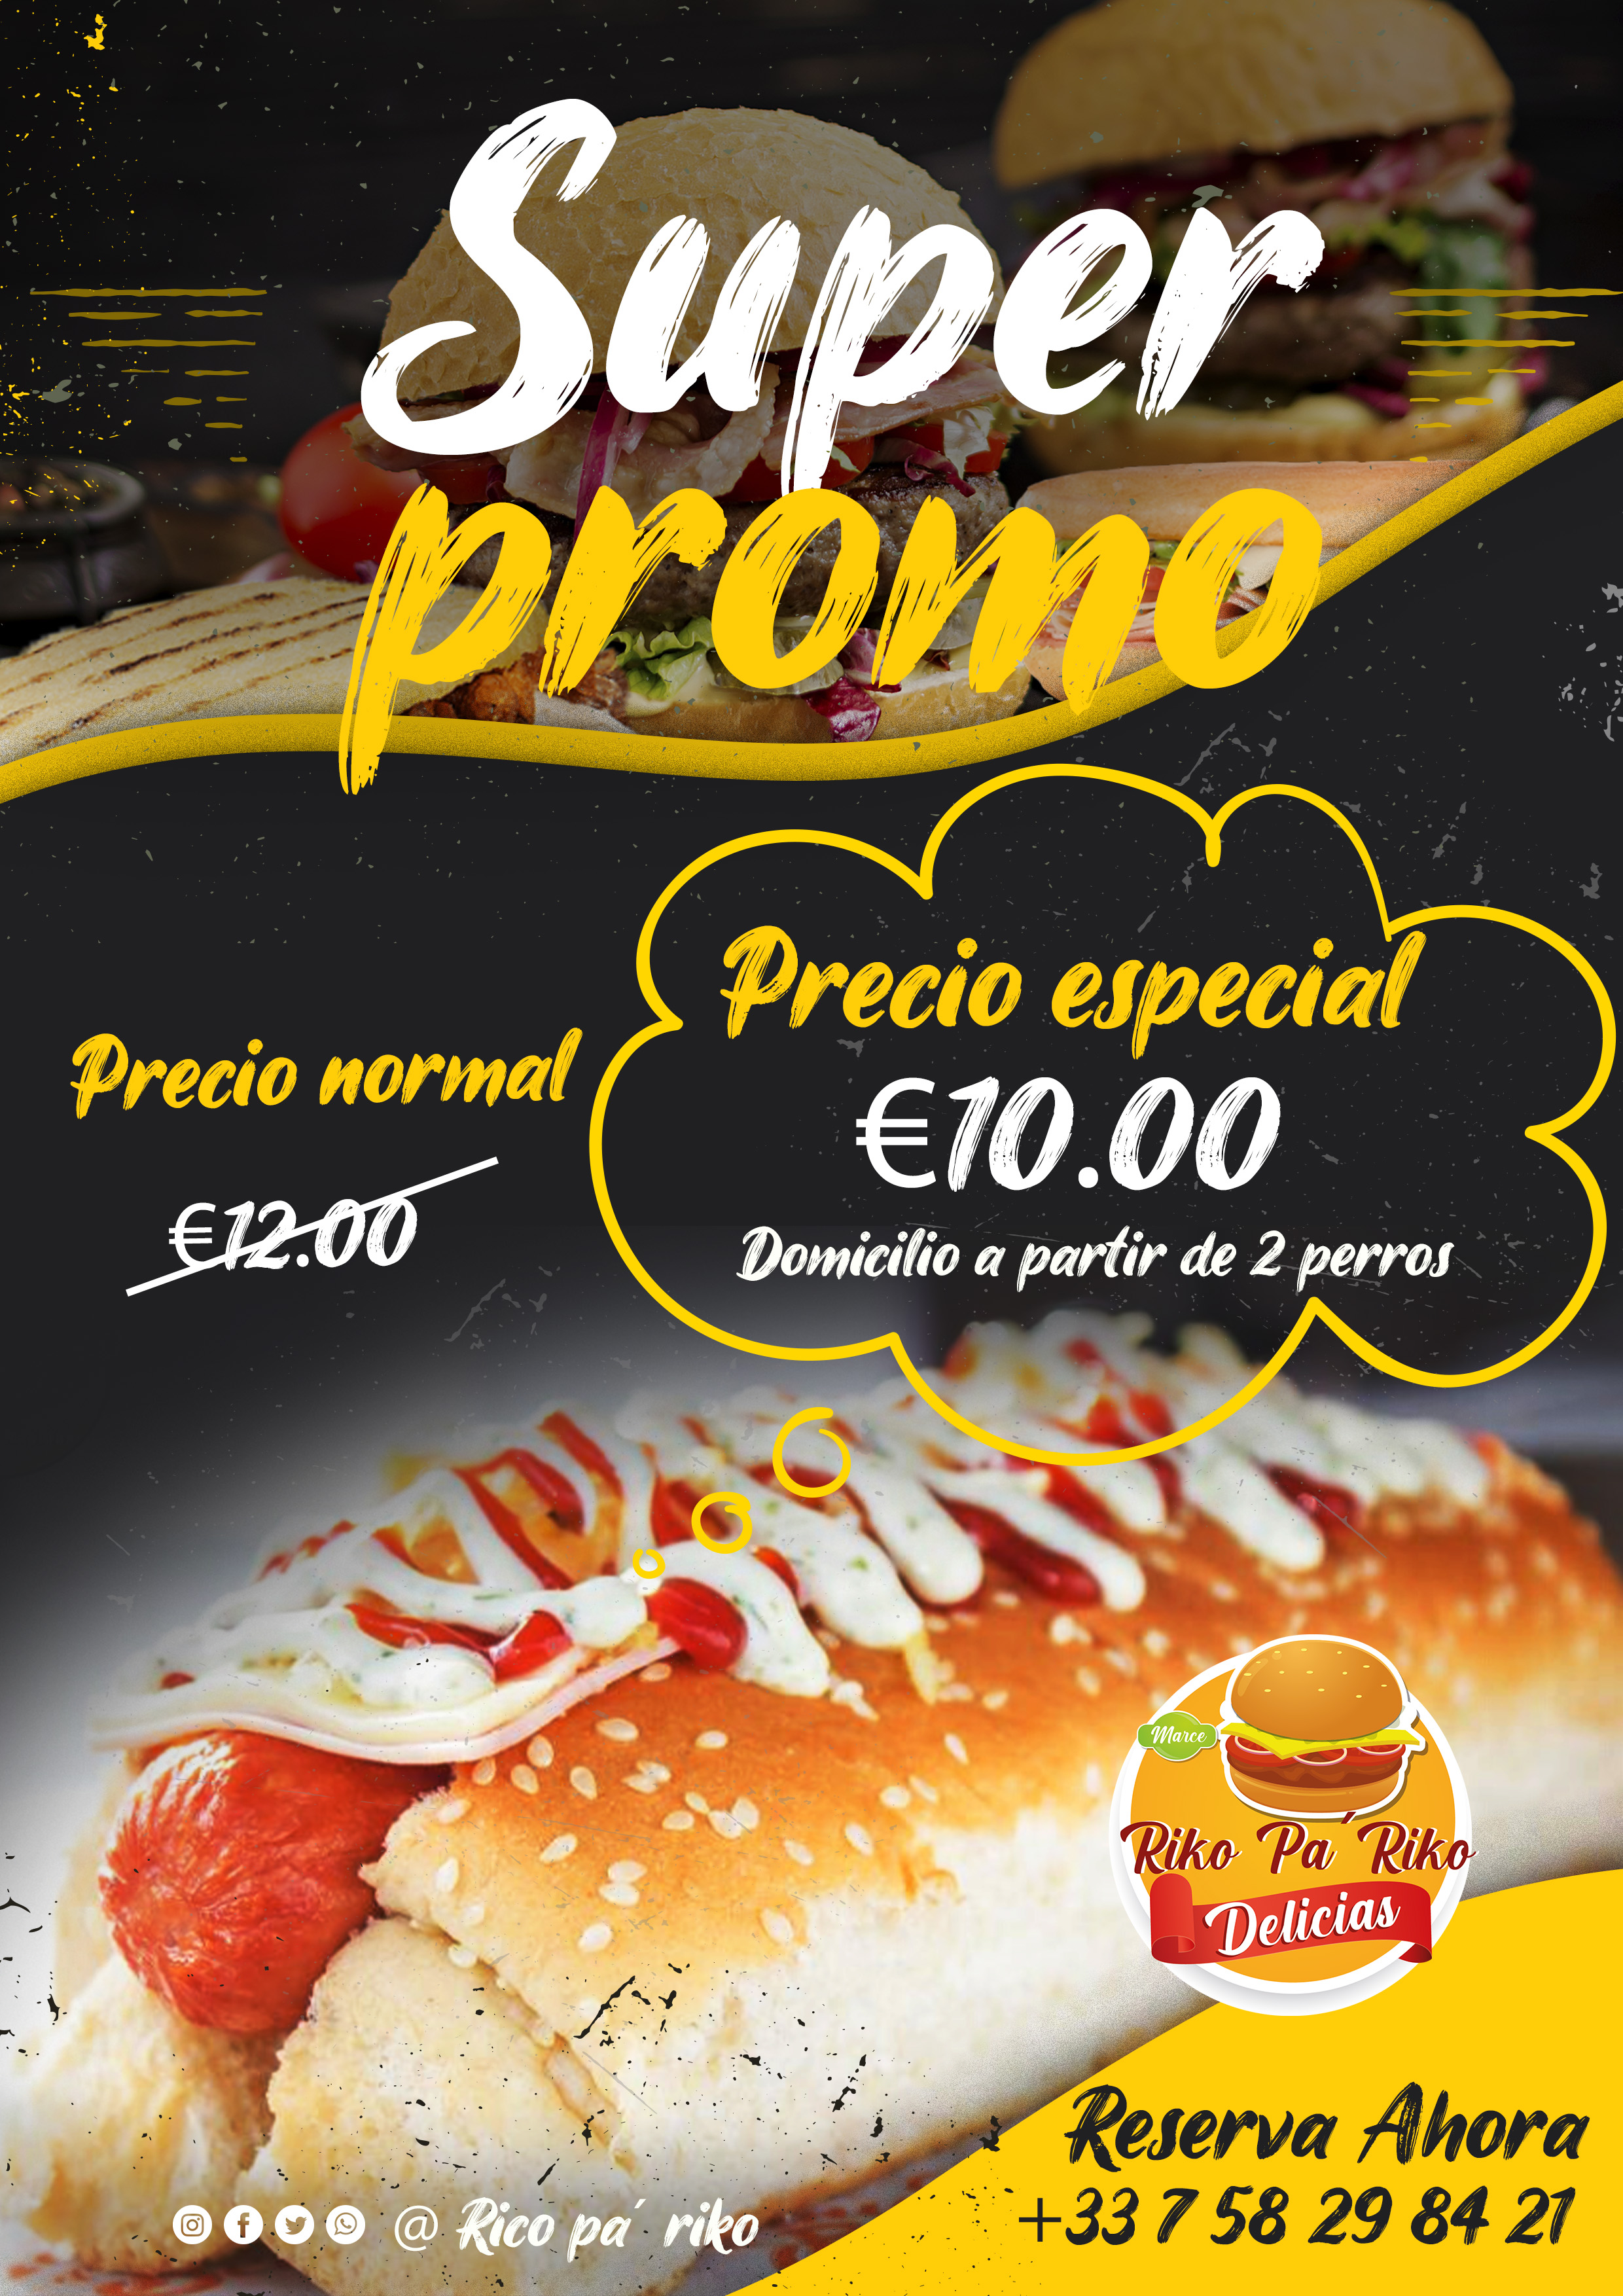 Super
promo
Precio especial
€10.00
Domicilio a partir de 2 perros
Precio normal
€12.00
Marce
Riko Pa´Riko
Delicias
Reserva Ahora
+33 7 58 29 84 21
@ Rico pa´ riko